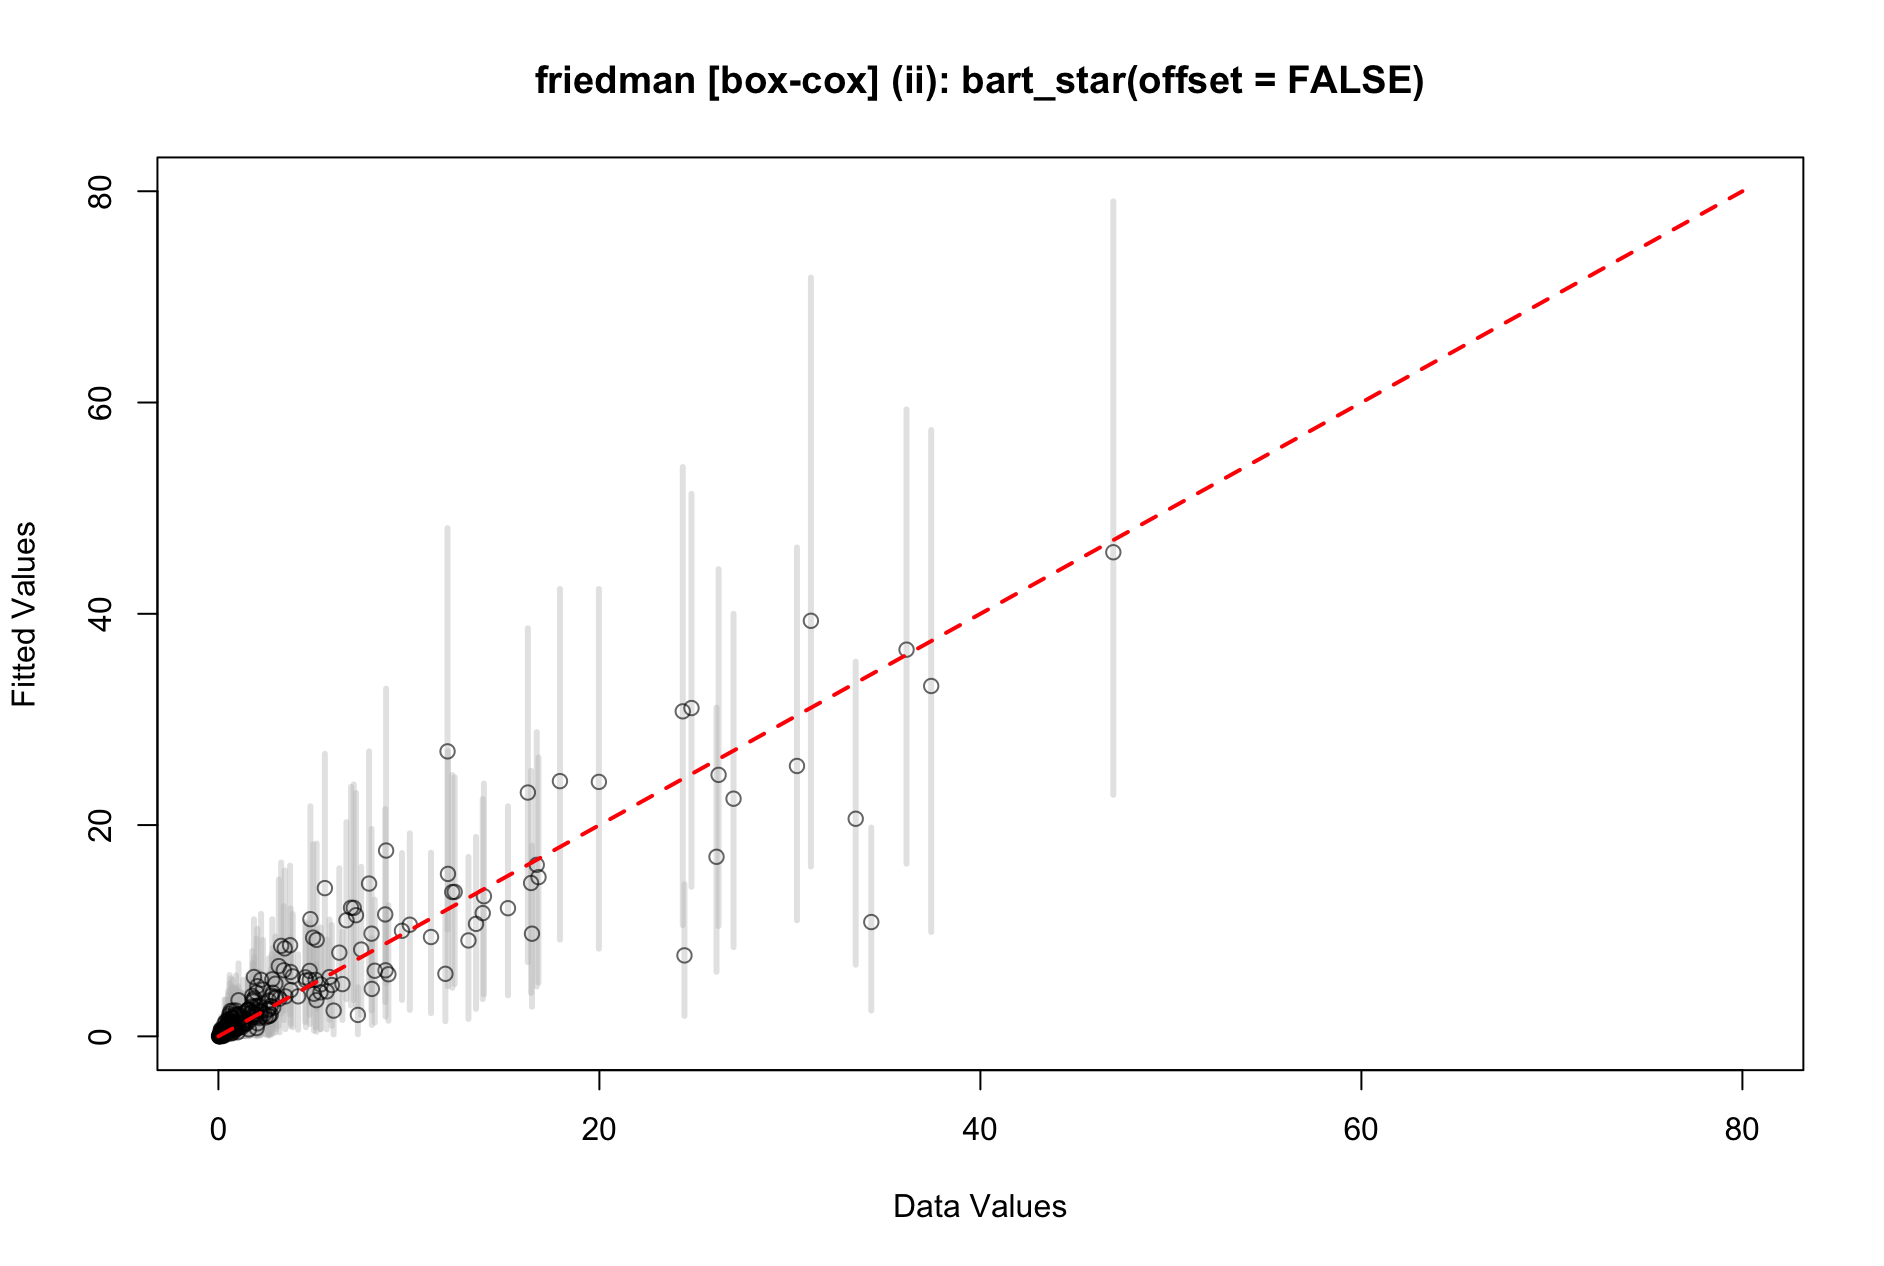 friedman [box-cox] (ii): bart_star(offset = FALSE)
80
60
40
20
0
Fitted Values
0 20 40 60 80
Data Values